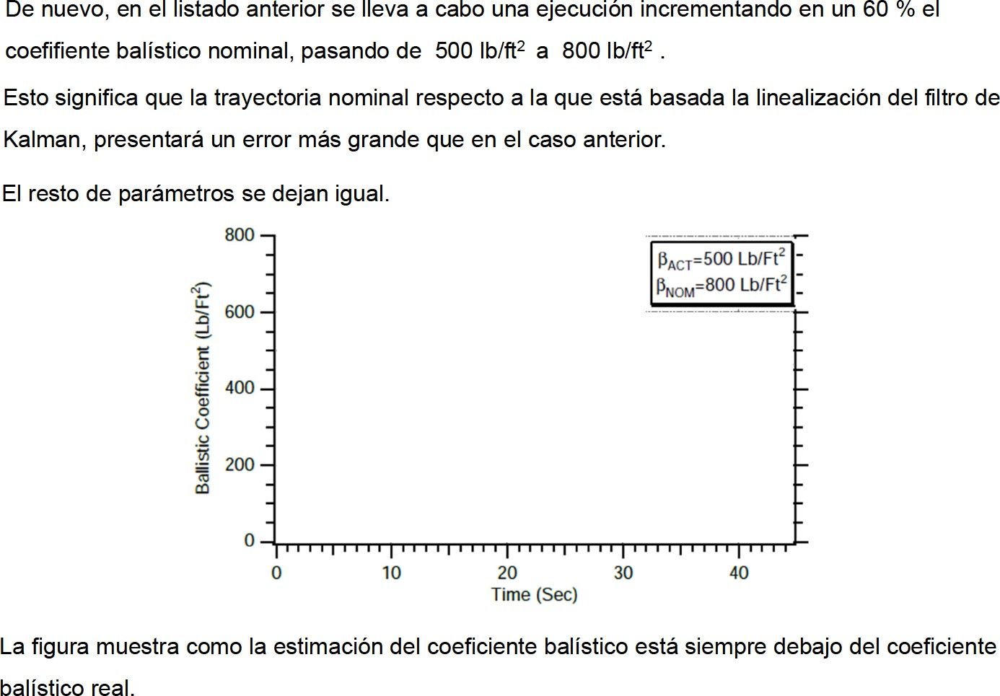 De nuevo, en el listado anterior se lleva a cabo una ejecución incrementando en un 60 % el
coefifiente balístico nominal, pasando de 500 lb/ft² a 800 lb/ft² .
Esto significa que la trayectoria nominal respecto a la que está basada la linealización del filtro de
Kalman, presentará un error más grande que en el caso anterior.
El resto de parámetros se dejan igual.
800
600
400
200
0
Ballistic Coefficient (Lb/Ft²)
βACT=500 Lb/Ft²
βNOM=800 Lb/Ft²
0 10 20 30 40
Time (Sec)
La figura muestra como la estimación del coeficiente balístico está siempre debajo del coeficiente
balístico real.